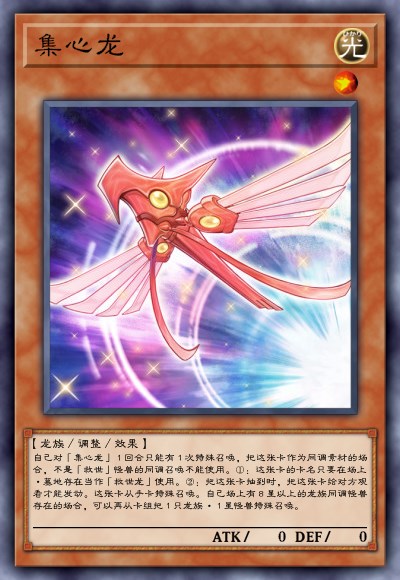 集心龙
ひかり
光
【龙族／调整／效果】
自己对「集心龙」1回合只能有1次特殊召唤，把这张卡作为同调素材的场
合，不是「救世」怪兽的同调召唤不能使用。①：这张卡的卡名只要在场上
·墓地存在当作「救世龙」使用。②：把这张卡抽到时，把这张卡给对方观
看才能发动。这张卡从手卡特殊召唤。自己场上有8星以上的龙族同调怪兽
存在的场合，可以再从卡组把1只龙族·1星怪兽特殊召唤。
ATK/ 0 DEF/ 0